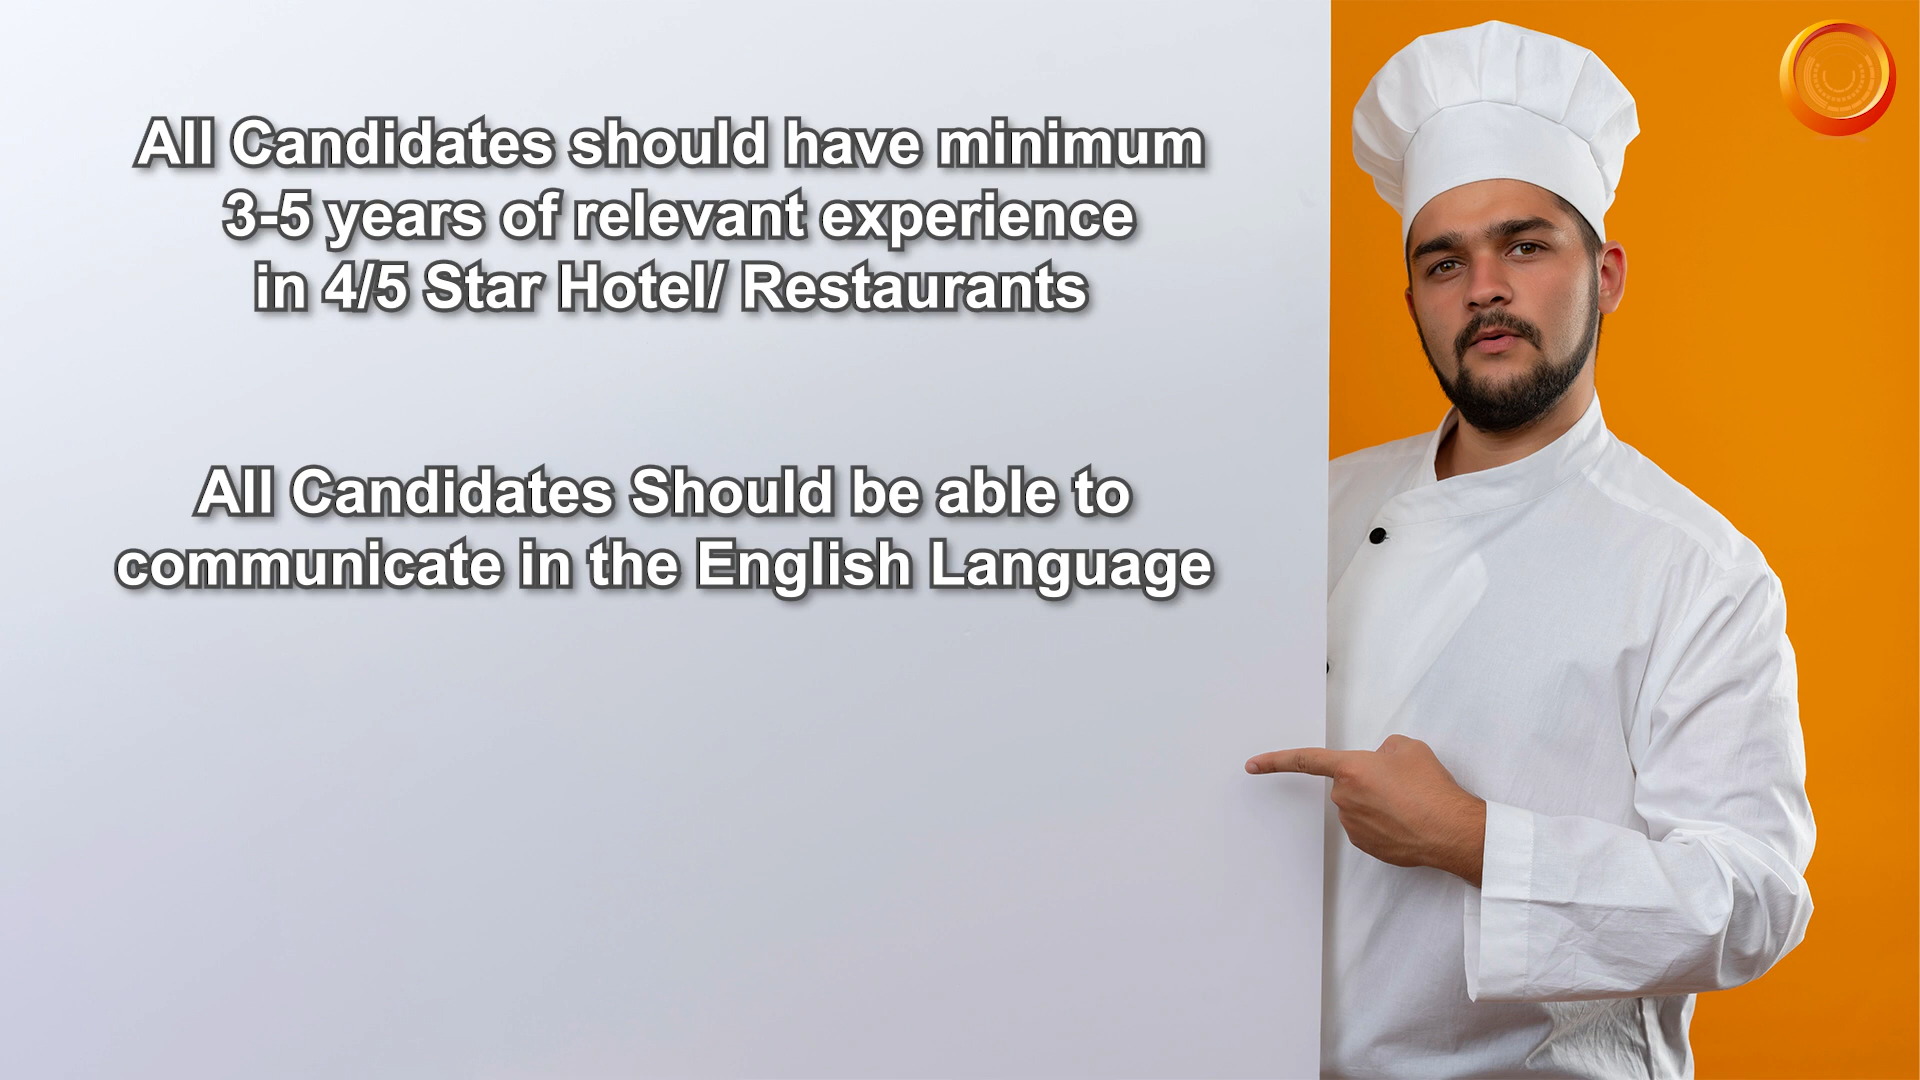 All Candidates should have minimum
3-5 years of relevant experience
in 4/5 Star Hotel/ Restaurants
All Candidates Should be able to
communicate in the English Language